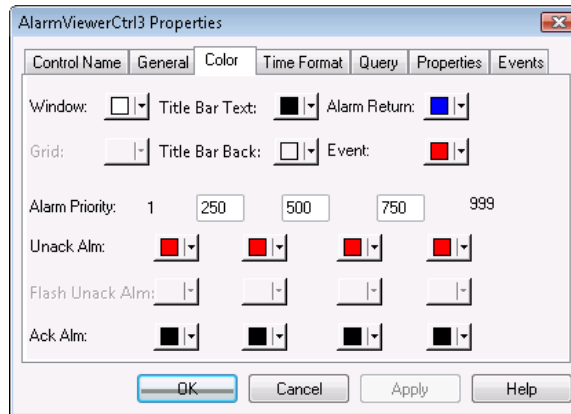 AlarmViewerCtrl3 Properties
Control Name General Color Time Format Query Properties Events
Window: Title Bar Text: Alarm Return:
Grid: Title Bar Back: Event:
Alarm Priority: 1 250 500 750 999
Unack Alm:
Flash Unack Alm:
Ack Alm:
OK Cancel Apply Help